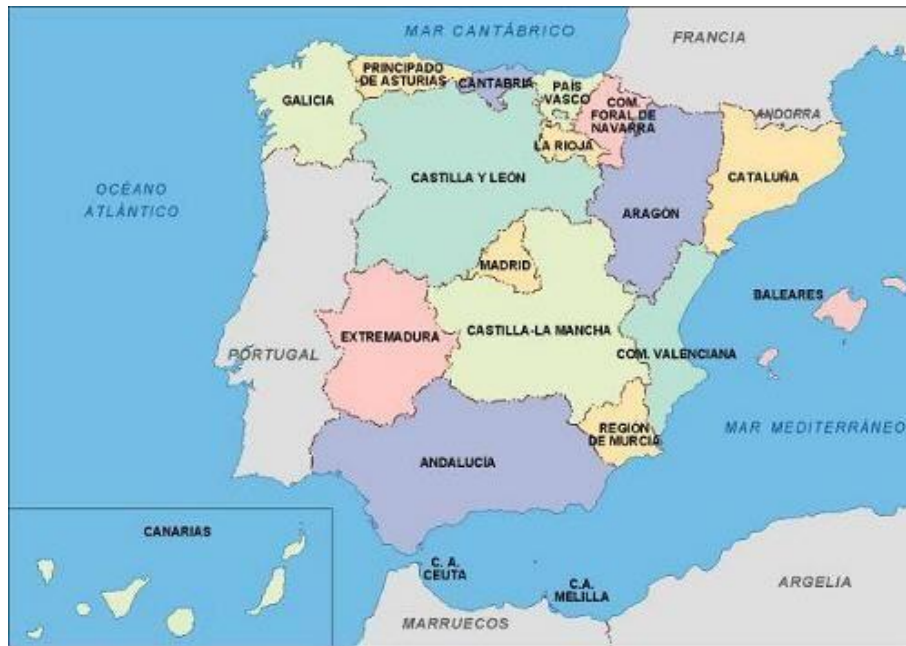 MAR CANTÁBRICO
FRANCIA
PRINCIPADO
DE ASTURIAS
CANTABRIA
PAÍS
VASCO
COM.
FORAL DE
NAVARRA
GALICIA
ANDORRA
LA RIOJA
CASTILLA Y LEÓN
CATALUÑA
OCÉANO
ATLÁNTICO
ARAGÓN
MADRID
BALEARES
EXTREMADURA
CASTILLA-LA MANCHA
PORTUGAL
COM. VALENCIANA
MAR MEDITERRÁNEO
REGIÓN
DE MURCIA
ANDALUCÍA
CANARIAS
C. A.
CEUTA
C.A.
MELILLA
ARGELIA
MARRUECOS